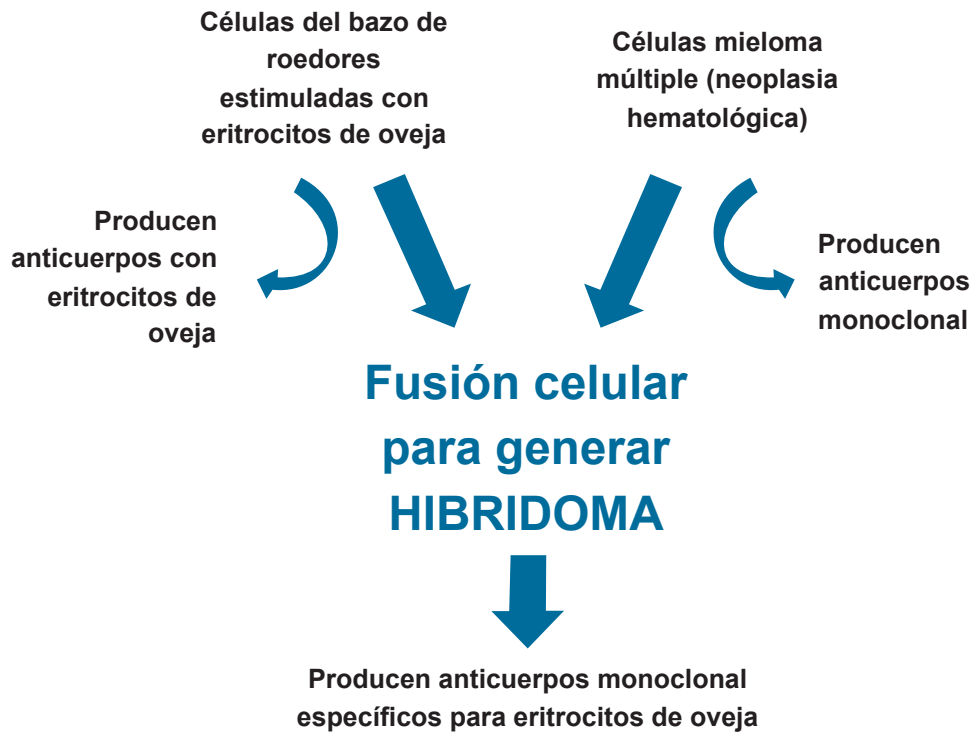 Células del bazo de
roedores
estimuladas con
eritrocitos de oveja
Células mieloma
múltiple (neoplasia
hematológica)
Producen
anticuerpos con
eritrocitos de
oveja
Producen
anticuerpos
monoclonal
Fusión celular
para generar
HIBRIDOMA
Producen anticuerpos monoclonal
específicos para eritrocitos de oveja